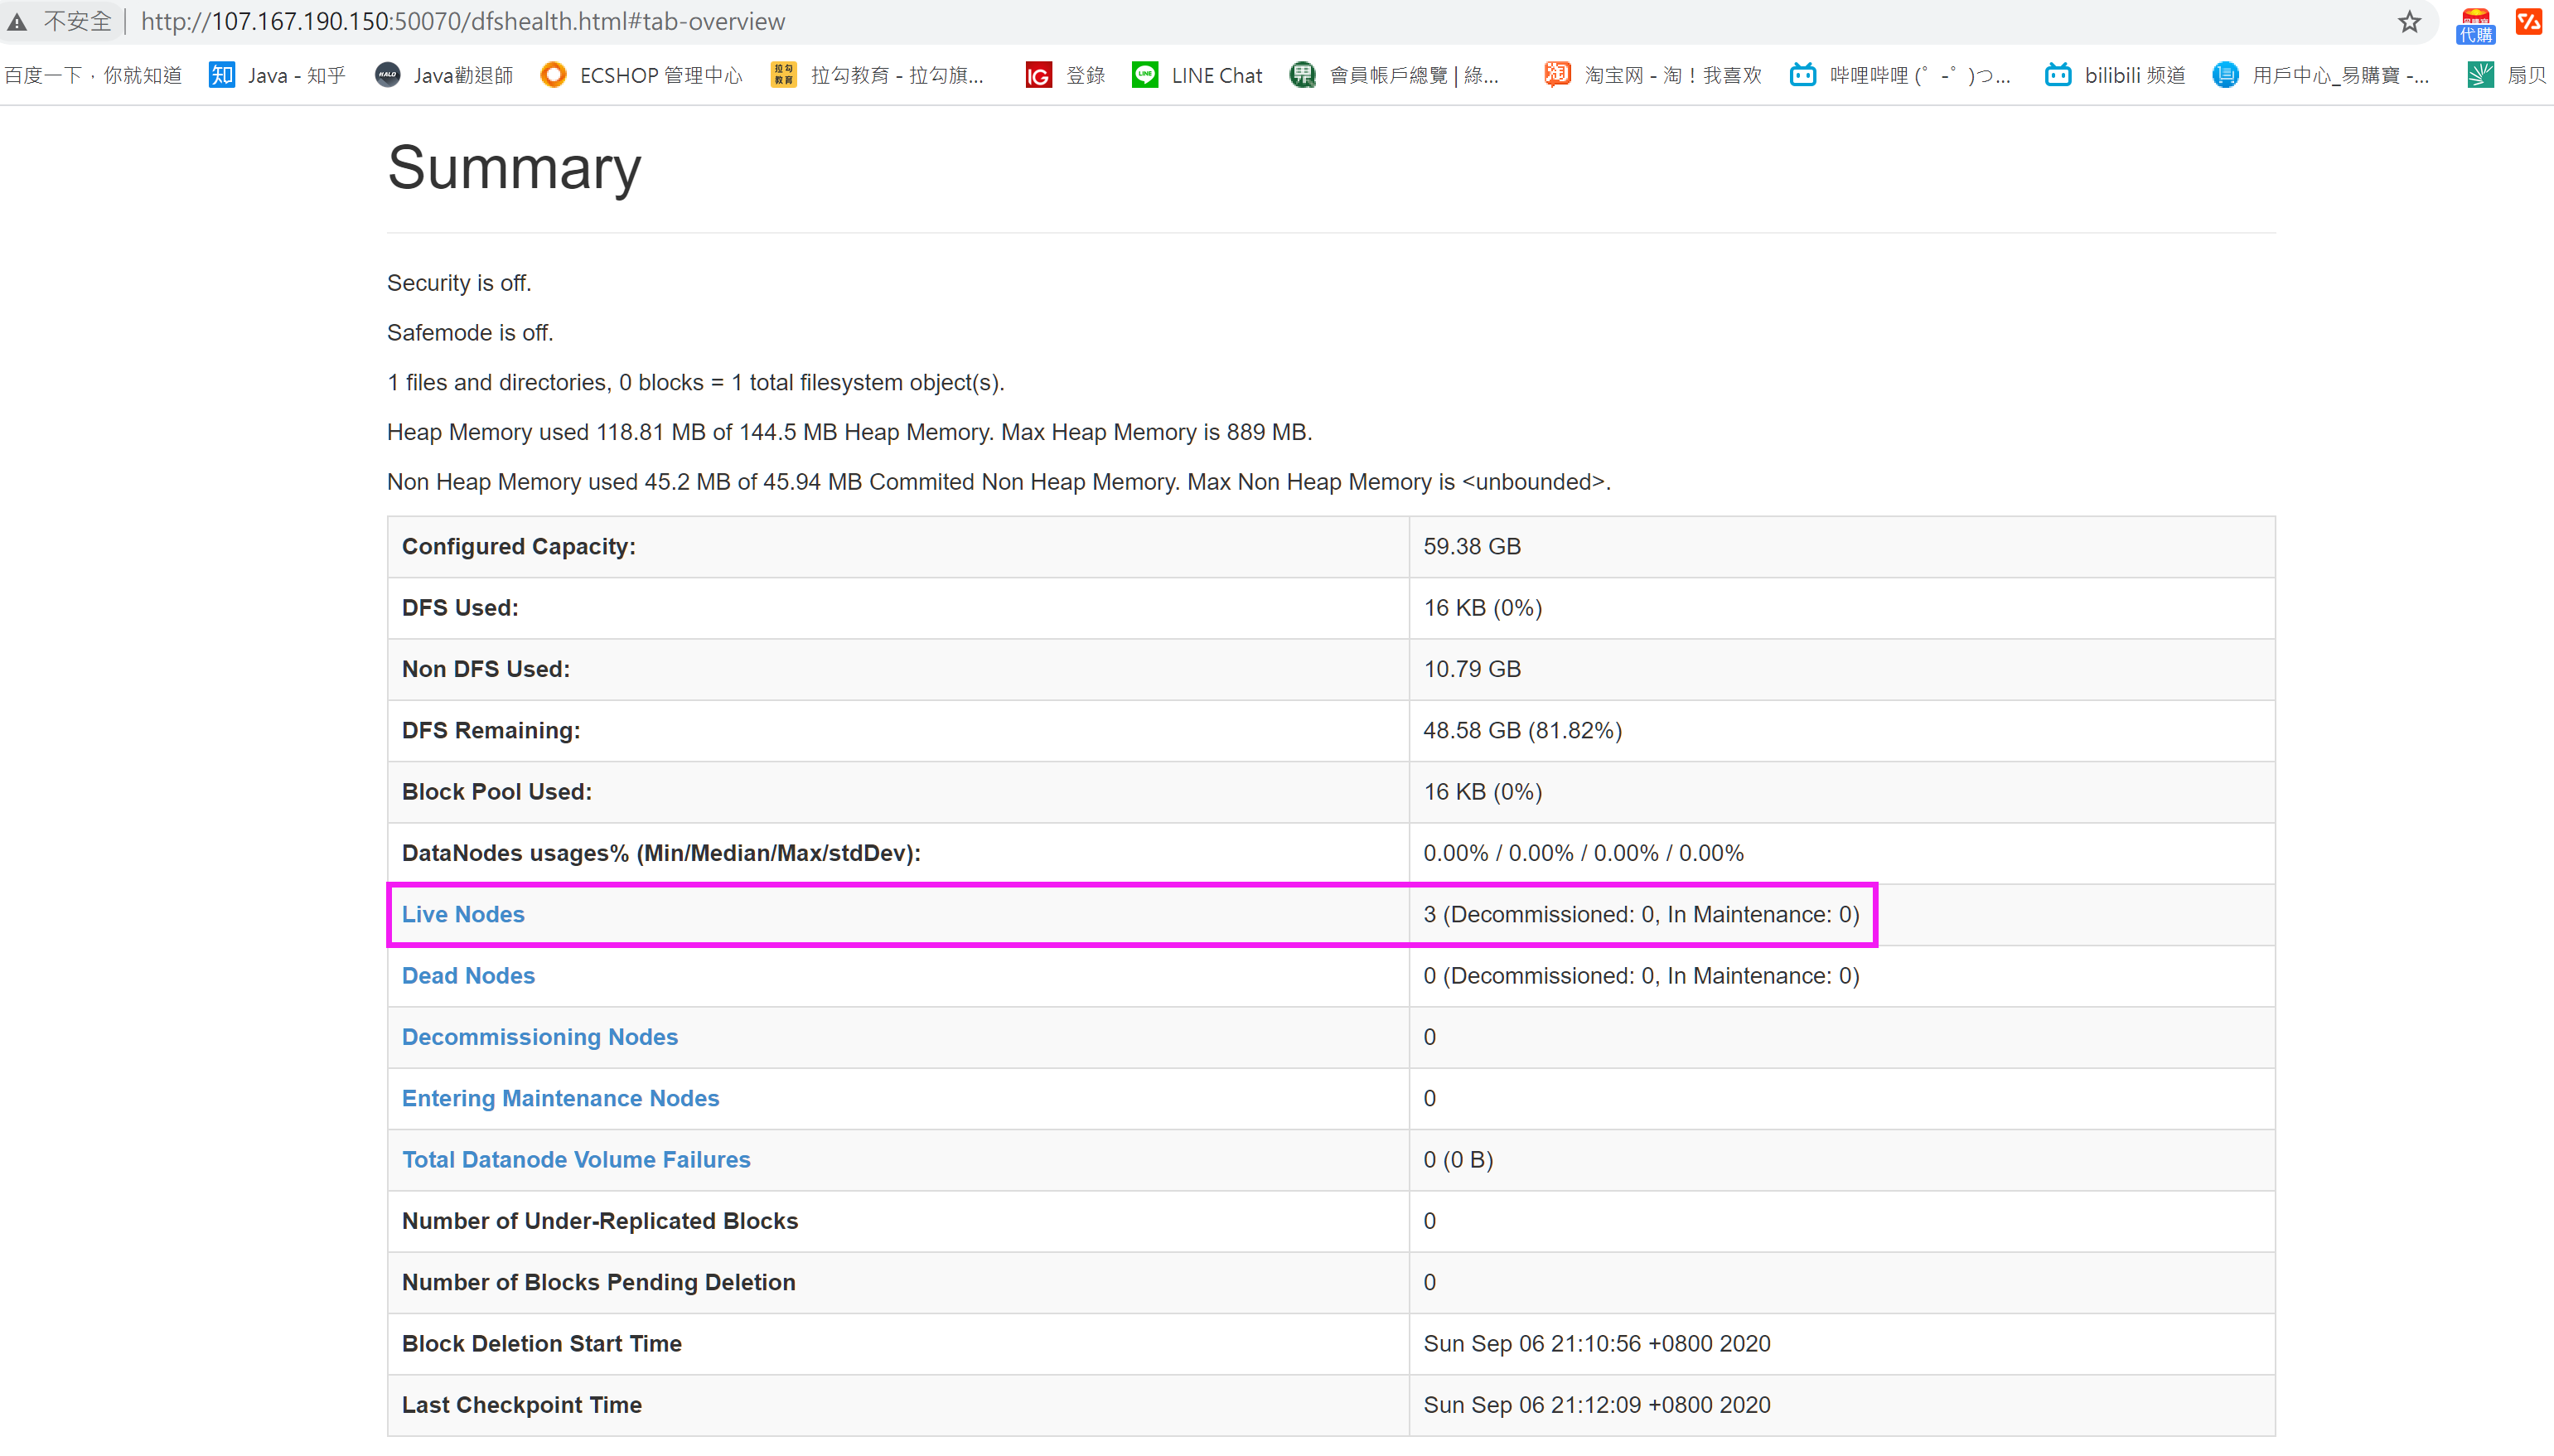 不安全 http://107.167.190.150:50070/dfshealth.html#tab-overview 代購
百度一下，你就知道 知 Java - 知乎 HALO Java勸退師 ECSHOP 管理中心 拉勾教育 拉勾教育 - 拉勾旗... IG 登錄 LINE LINE Chat 會員帳戶總覽 | 綠... 淘 淘宝网 - 淘！我喜欢 哔哩哔哩 (゜-゜)つ... bilibili 频道 用戶中心_易購寶 -... 扇贝
Summary
Security is off.
Safemode is off.
1 files and directories, 0 blocks = 1 total filesystem object(s).
Heap Memory used 118.81 MB of 144.5 MB Heap Memory. Max Heap Memory is 889 MB.
Non Heap Memory used 45.2 MB of 45.94 MB Commited Non Heap Memory. Max Non Heap Memory is <unbounded>.
Configured Capacity: 59.38 GB
DFS Used: 16 KB (0%)
Non DFS Used: 10.79 GB
DFS Remaining: 48.58 GB (81.82%)
Block Pool Used: 16 KB (0%)
DataNodes usages% (Min/Median/Max/stdDev): 0.00% / 0.00% / 0.00% / 0.00%
Live Nodes 3 (Decommissioned: 0, In Maintenance: 0)
Dead Nodes 0 (Decommissioned: 0, In Maintenance: 0)
Decommissioning Nodes 0
Entering Maintenance Nodes 0
Total Datanode Volume Failures 0 (0 B)
Number of Under-Replicated Blocks 0
Number of Blocks Pending Deletion 0
Block Deletion Start Time Sun Sep 06 21:10:56 +0800 2020
Last Checkpoint Time Sun Sep 06 21:12:09 +0800 2020